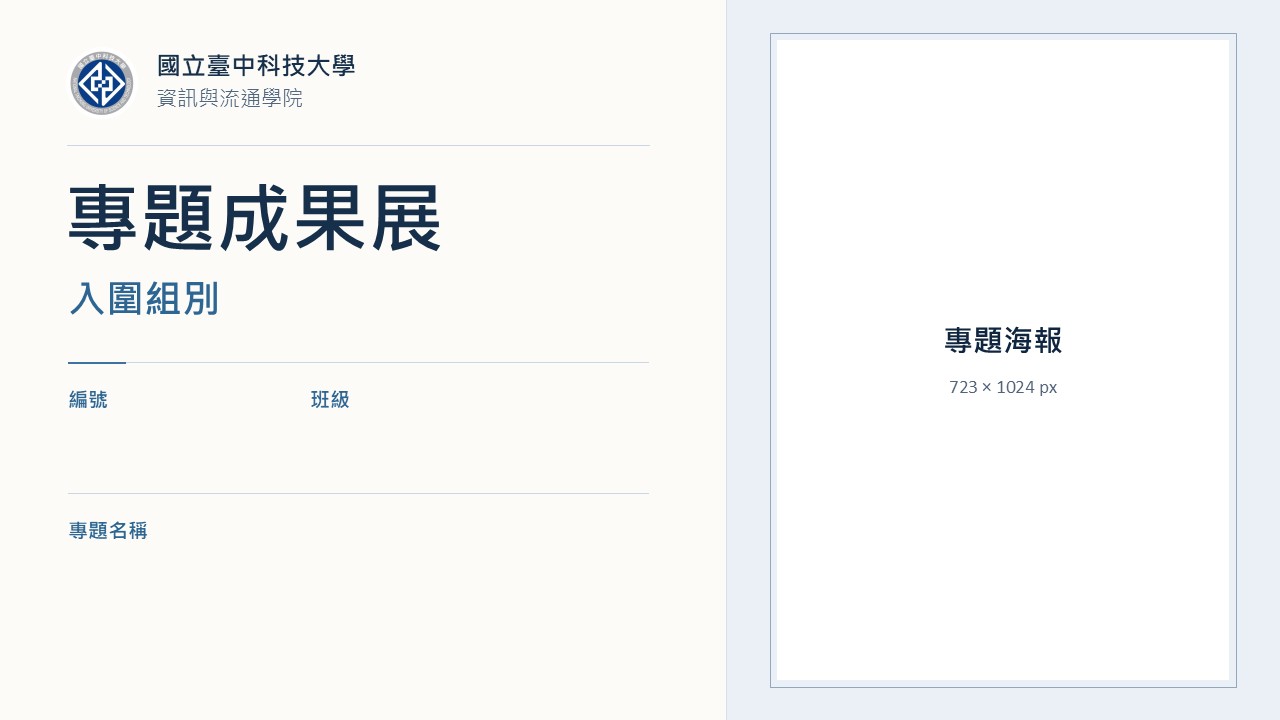 國立臺中科技大學
資訊與流通學院
專題成果展
入圍組別
編號
班級
專題名稱
專題海報
723 × 1024 px